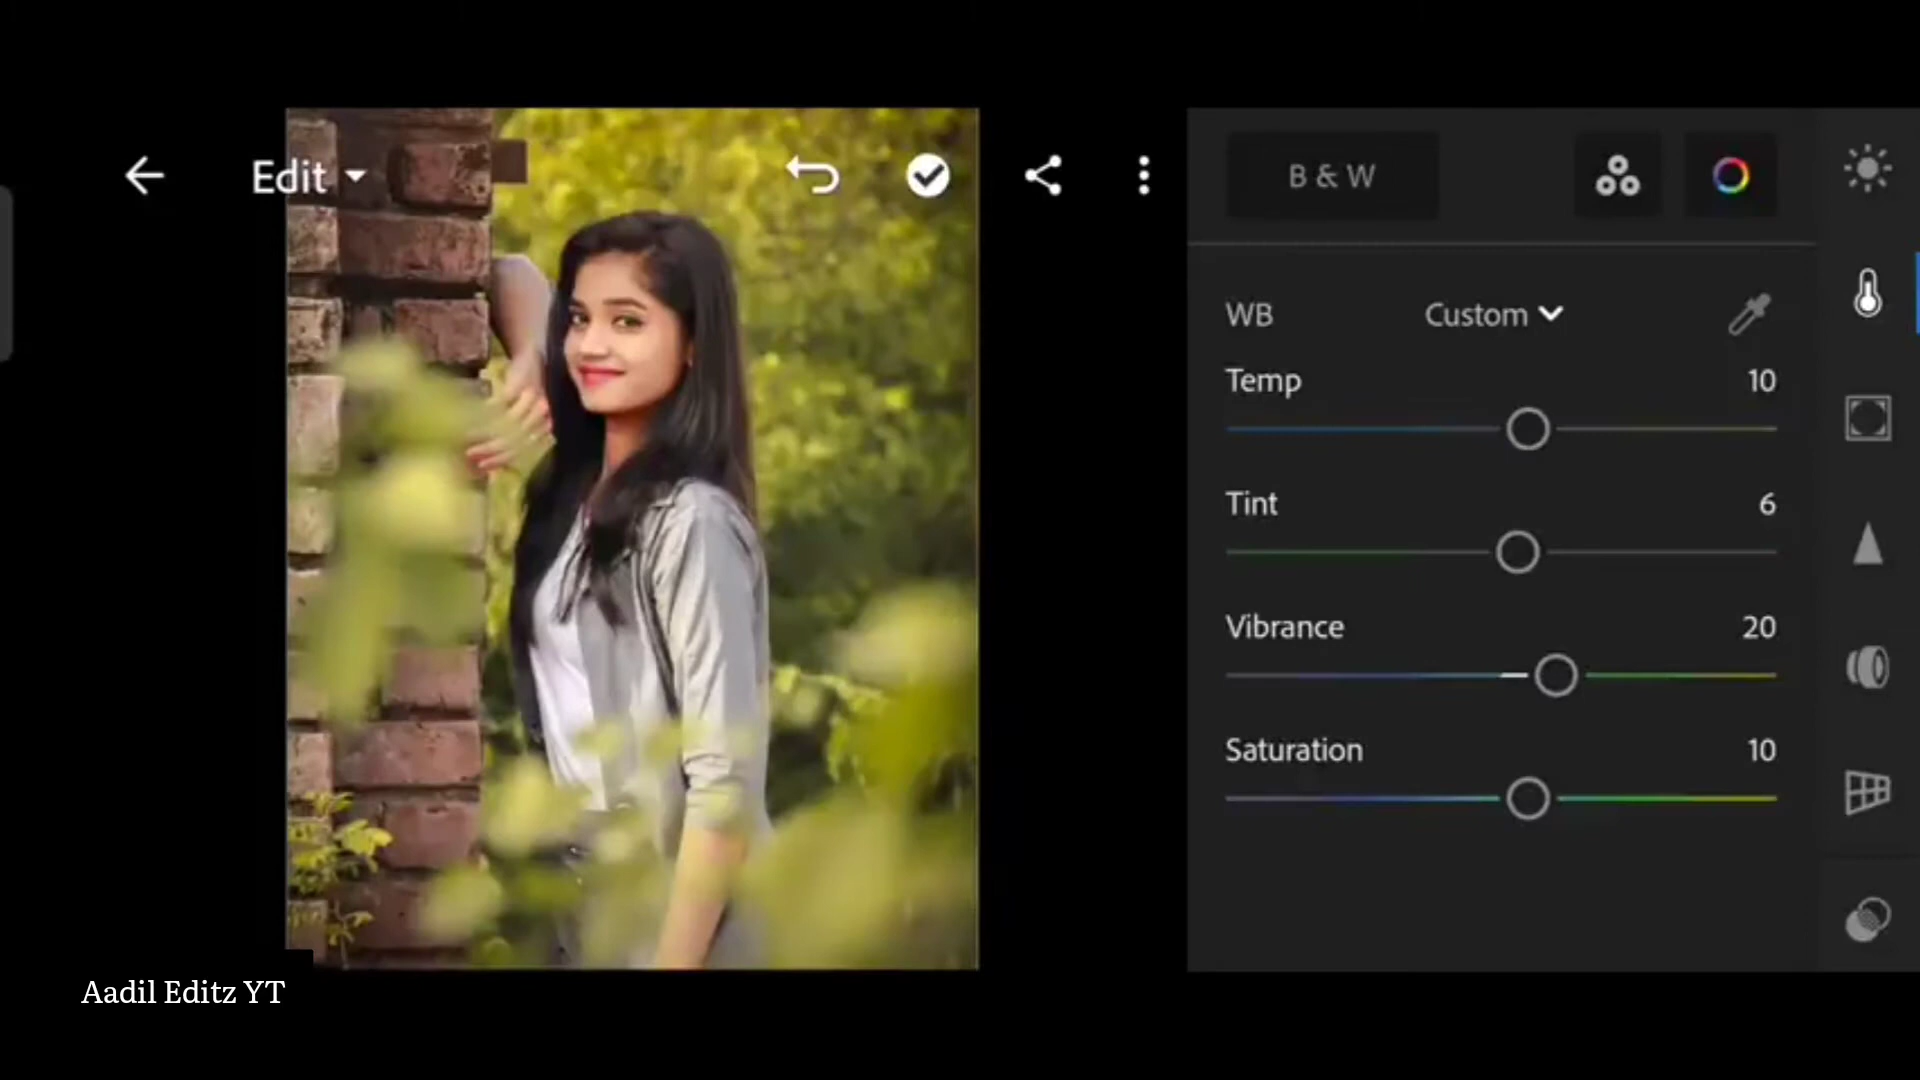 Edit
B & W
WB Custom
Temp 10
Tint 6
Vibrance 20
Saturation 10
Aadil Editz YT